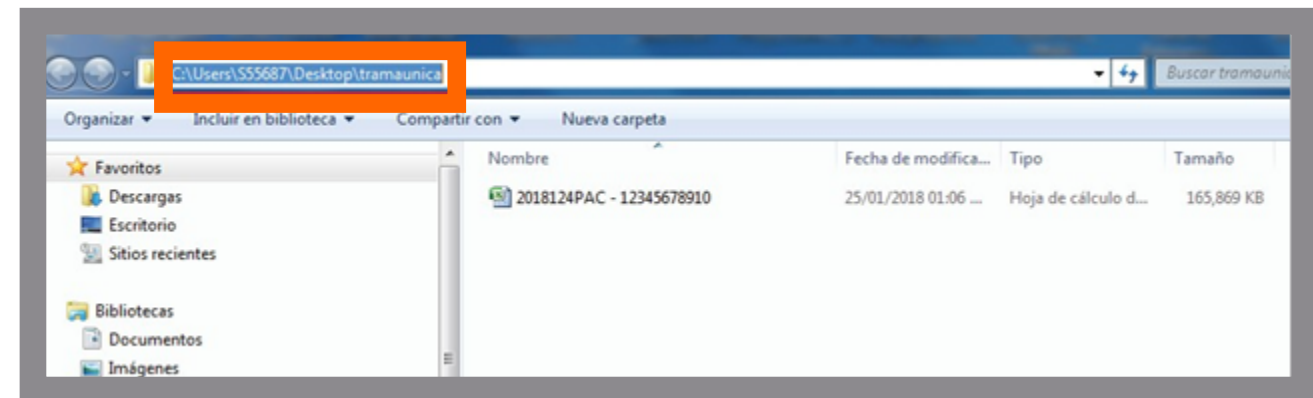 C:\Users\S55687\Desktop\tramaunica
Buscar tramaunic
Organizar Incluir en biblioteca Compartir con Nueva carpeta
Favoritos
Descargas
Escritorio
Sitios recientes
Bibliotecas
Documentos
Imágenes
Nombre Fecha de modifica... Tipo Tamaño
2018124PAC - 12345678910 25/01/2018 01:06 ... Hoja de cálculo d... 165,869 KB